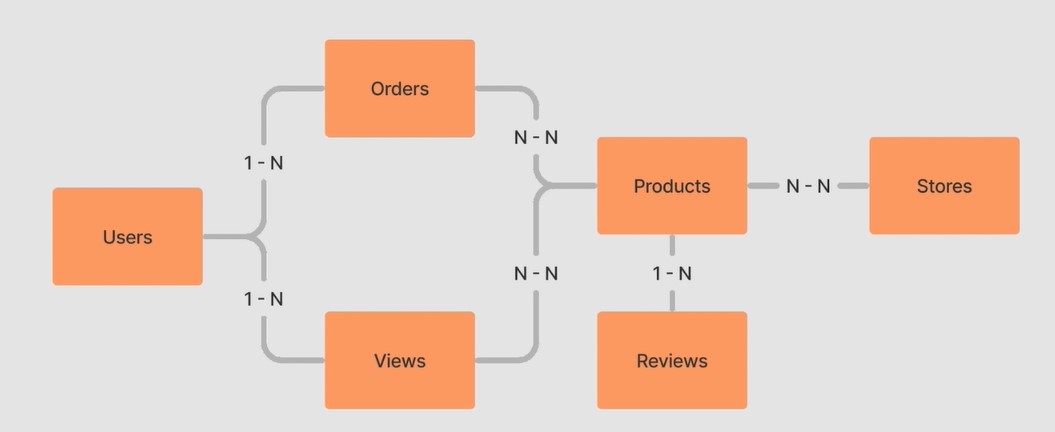 Orders
N - N
1 - N
Products
N - N
Stores
Users
N - N
1 - N
1 - N
Views
Reviews